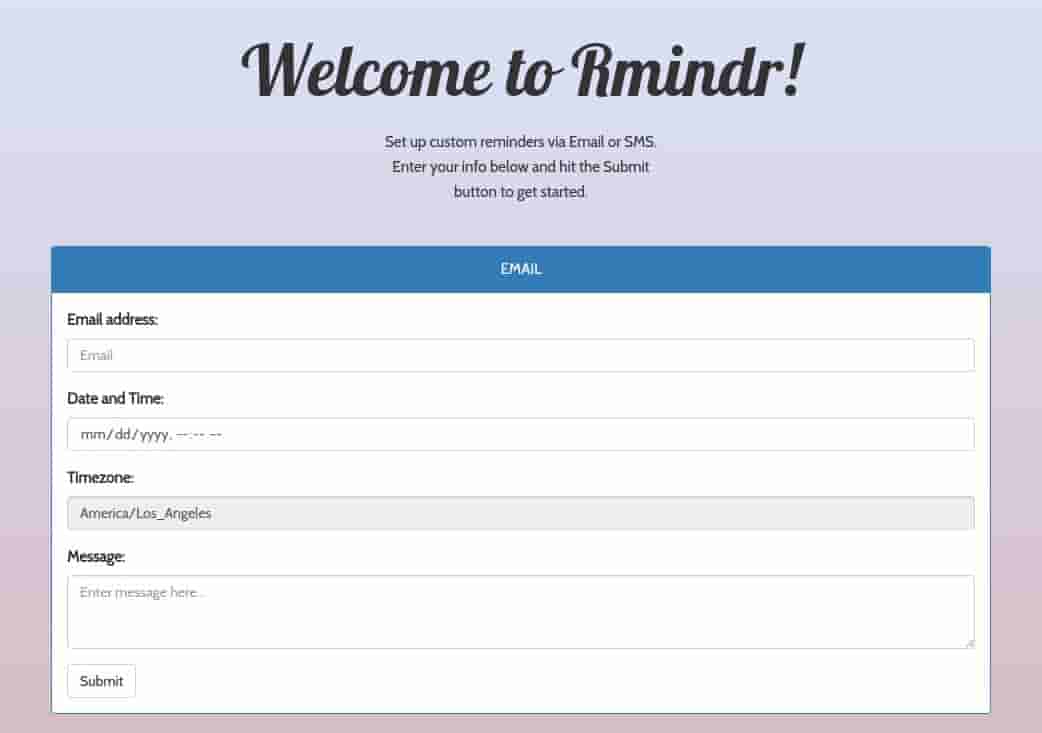 Welcome to Rmindr!
Set up custom reminders via Email or SMS.
Enter your info below and hit the Submit
button to get started.
EMAIL
Email address:
Email
Date and Time:
mm/dd/yyyy, --:-- --
Timezone:
America/Los_Angeles
Message:
Enter message here...
Submit